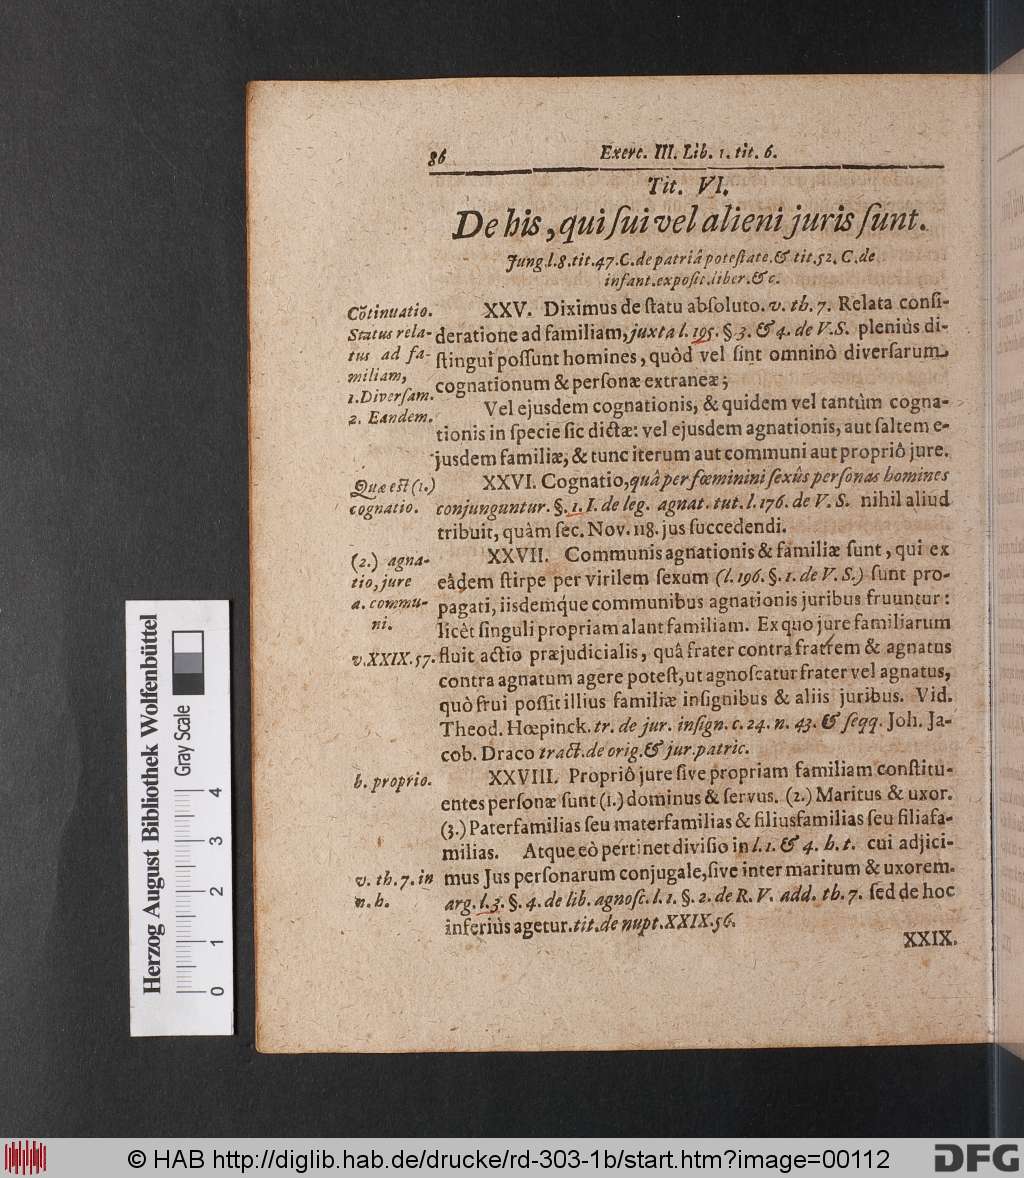 86 Exerc. III. Lib. 1. tit. 6.
Tit. VI.
De his, qui ſui vel alieni juris ſunt.
Jung. l. 8. tit. 47. C. de patriâ poteſtate. & tit. 52. C. de
infant. expoſit. liber. & c.
Cõtinuatio.
Status rela-
tus ad fa-
miliam,
1. Diverſam.
2. Eandem.
XXV. Diximus de ſtatu abſoluto. v. th. 7. Relata conſi-
deratione ad familiam, juxta l. 195. §. 3. & 4. de V. S. pleniùs di-
ſtingui poſſunt homines, quòd vel ſint omninò diverſarum
cognationum & perſonæ extraneæ;
Vel ejusdem cognationis, & quidem vel tantùm cogna-
tionis in ſpecie ſic dictæ: vel ejusdem agnationis, aut ſaltem e-
jusdem familiæ, & tunc iterum aut communi aut propriô jure.
Quæ eſt (1.)
cognatio.
XXVI. Cognatio, quâ per fœminini ſexûs perſonas homines
conjunguntur. §. 1. I. de leg. agnat. tut. l. 176. de V. S. nihil aliud
tribuit, quàm ſec. Nov. 118. jus ſuccedendi.
(2.) agna-
tio, jure
a. commu-
ni.
XXVII. Communis agnationis & familiæ ſunt, qui ex
eâdem ſtirpe per virilem ſexum (l. 196. §. 1. de V. S.) ſunt pro-
pagati, iisdemq́ue communibus agnationis juribus fruuntur:
licèt ſinguli propriam alant familiam. Ex quo jure familiarum
v. XXIX. 57.
fluit actio præjudicialis, quâ frater contra fratrem & agnatus
contra agnatum agere poteſt, ut agnoſcatur frater vel agnatus,
quò frui poſſit illius familiæ inſignibus & aliis juribus. Vid.
Theod. Hœpinck. tr. de jur. inſign. c. 24. n. 43. & ſeqq. Joh. Ja-
cob. Draco tract. de orig. & jur. patric.
b. proprio.
XXVIII. Propriô jure ſive propriam familiam conſtitu-
entes perſonæ ſunt (1.) dominus & ſervus. (2.) Maritus & uxor.
(3.) Paterfamilias ſeu materfamilias & filiusfamilias ſeu filiafa-
milias. Atque eò pertinet diviſio in l. 1. & 4. h. t. cui adjici-
v. th. 7. in
n. h.
mus Jus perſonarum conjugale, ſive inter maritum & uxorem.
arg. l. 3. §. 4. de lib. agnoſc. l. 1. §. 2. de R. V. add. th. 7. ſed de hoc
inferiùs agetur. tit. de nupt. XXIX. 56.
XXIX.
Herzog August Bibliothek Wolfenbüttel
Gray Scale
0 1 2 3 4
© HAB http://diglib.hab.de/drucke/rd-303-1b/start.htm?image=00112
DFG